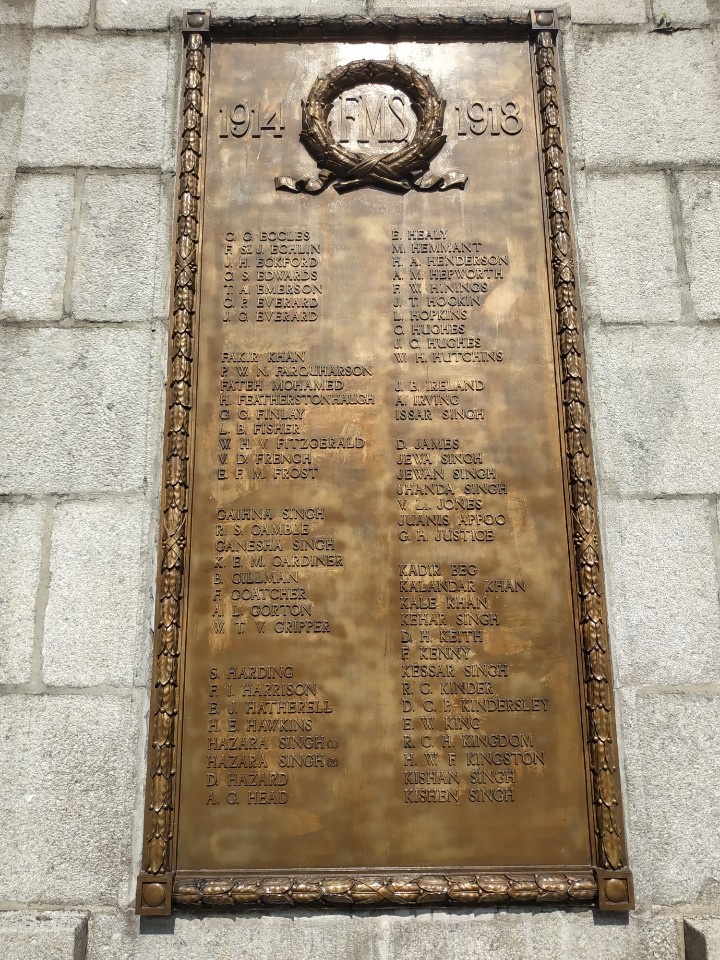 1914 FMS 1918
G. G. ECCLES
F. St. J. ECHLIN
J. H. ECKFORD
G. S. EDWARDS
T. A. EMERSON
C. P. EVERARD
J. G. EVERARD
FAKIR KHAN
P. W. N. FARQUHARSON
FATEH MOHAMED
H. FEATHERSTONHAUGH
G. G. FINLAY
L. B. FISHER
W. H. V. FITZGERALD
V. D. FRENCH
E. F. M. FROST
GAIHNA SINGH
R. S. GAMBLE
GANESHA SINGH
X. E. M. GARDINER
B. GILLMAN
F. GOATCHER
A. L. GORTON
W. T. V. GRIPPER
S. HARDING
F. I. HARRISON
E. J. HATHERELL
H. E. HAWKINS
HAZARA SINGH (1)
HAZARA SINGH (2)
D. HAZARD
A. G. HEAD
E. HEALY
M. HEMMANT
H. A. HENDERSON
A. M. HEPWORTH
F. W. HININGS
J. T. HOCKIN
L. HOPKINS
C. HUGHES
J. C. HUGHES
W. H. HUTCHINS
J. B. IRELAND
A. IRVING
ISSAR SINGH
D. JAMES
JEWA SINGH
JEWAN SINGH
JHANDA SINGH
V. Ll. JONES
JUANIS APPOO
G. H. JUSTICE
KADIR BEG
KALANDAR KHAN
KALE KHAN
KEHAR SINGH
D. H. KEITH
F. KENNY
KESSAR SINGH
R. C. KINDER
D. C. P. KINDERSLEY
E. W. KING
R. C. H. KINGDOM
H. W. F. KINGSTON
KISHAN SINGH
KISHEN SINGH